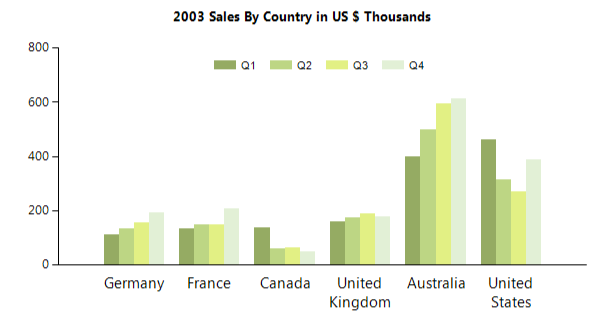 2003 Sales By Country in US $ Thousands
800
Q1 Q2 Q3 Q4
600
400
200
0
Germany France Canada United Kingdom Australia United States